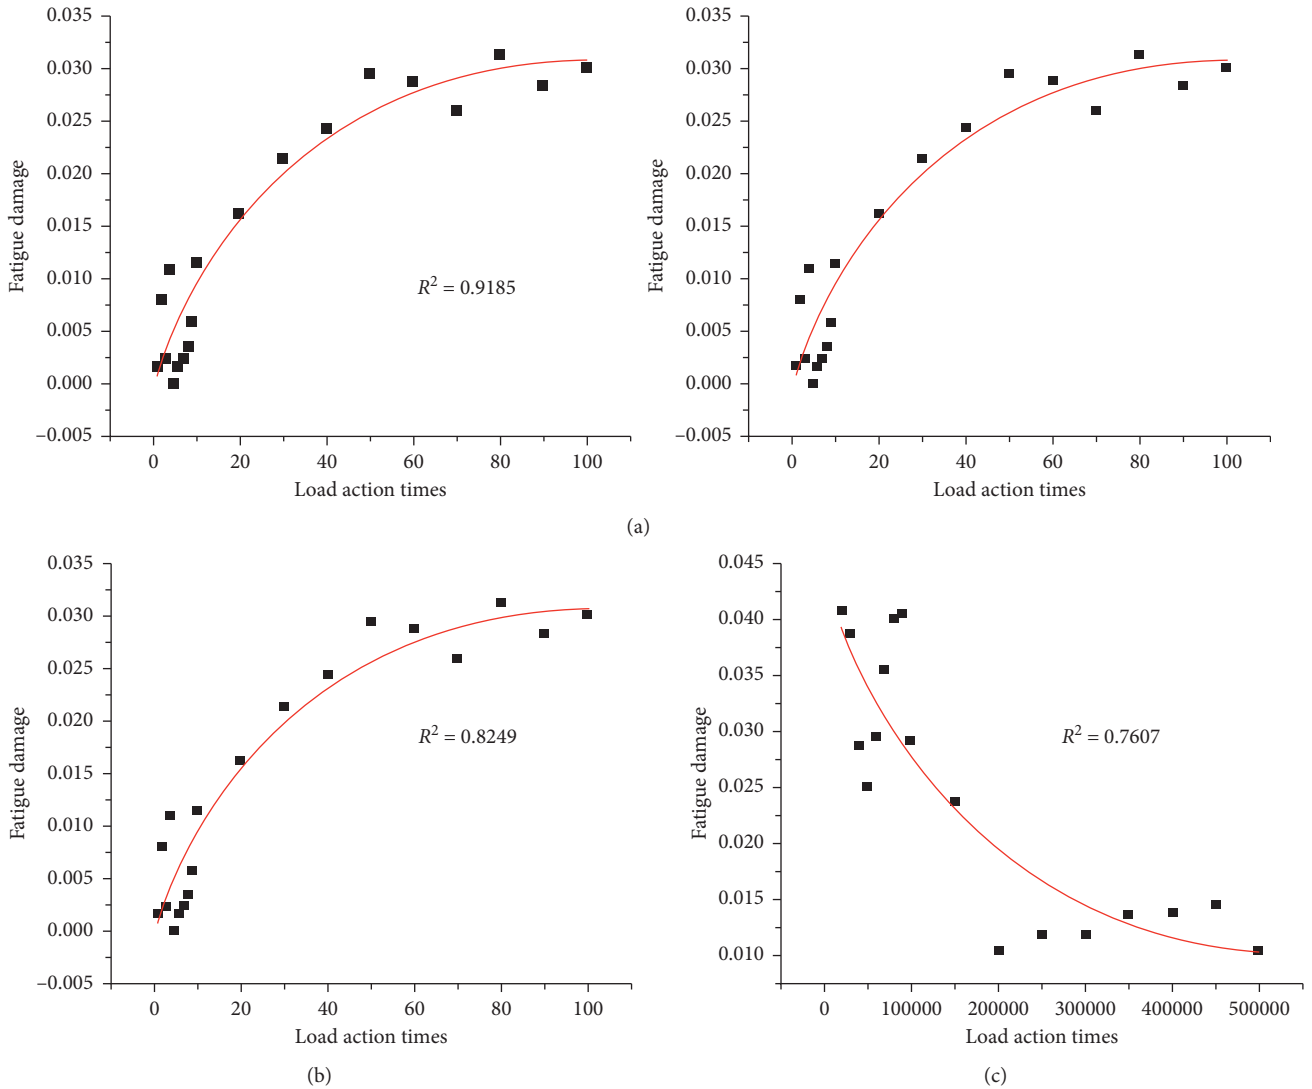 0.035
0.030
0.025
0.020
0.015
0.010
0.005
0.000
–0.005
Fatigue damage
R² = 0.9185
0 20 40 60 80 100
Load action times
0.035
0.030
0.025
0.020
0.015
0.010
0.005
0.000
–0.005
Fatigue damage
0 20 40 60 80 100
Load action times
(a)
0.035
0.030
0.025
0.020
0.015
0.010
0.005
0.000
–0.005
Fatigue damage
R² = 0.8249
0 20 40 60 80 100
Load action times
(b)
0.045
0.040
0.035
0.030
0.025
0.020
0.015
0.010
Fatigue damage
R² = 0.7607
0 100000 200000 300000 400000 500000
Load action times
(c)